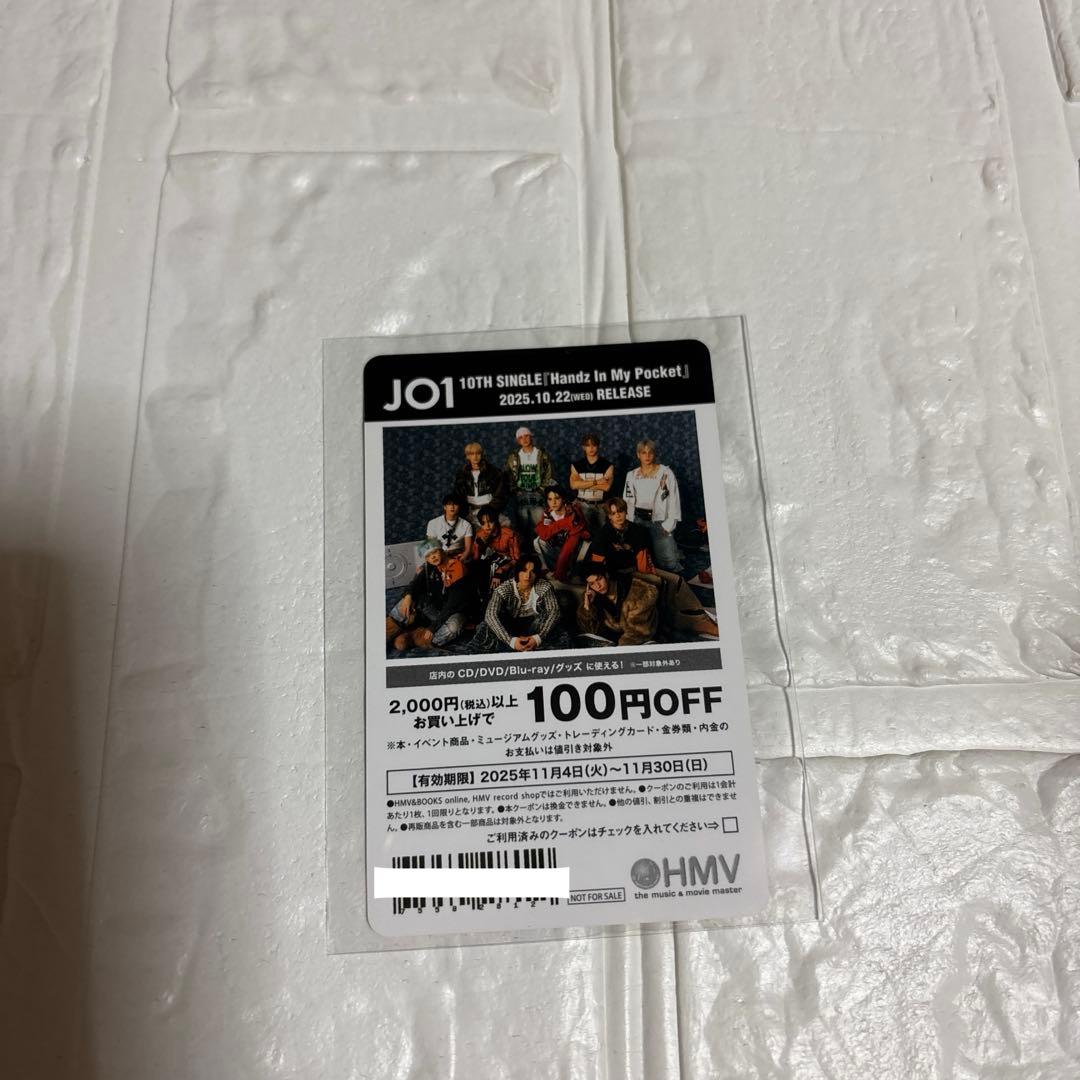 JO1
10TH SINGLE『Handz In My Pocket』
2025.10.22(WED) RELEASE
店内の CD/DVD/Blu-ray/グッズ に使える! ※一部対象外あり
2,000円(税込)以上
お買い上げで
100円OFF
※本・イベント商品・ミュージアムグッズ・トレーディングカード・金券類・内金の
お支払いは値引き対象外
【有効期限】2025年11月4日(火)〜11月30日(日)
●HMV&BOOKS online, HMV record shopではご利用いただけません。●クーポンのご利用は1会計
あたり1枚、1回限りとなります。●本クーポンは換金できません。●他の値引、割引との重複はできませ
ん。●再販商品を含む一部商品は対象外となります。
ご利用済みのクーポンはチェックを入れてください⇒□
NOT FOR SALE
HMV
the music & movie master